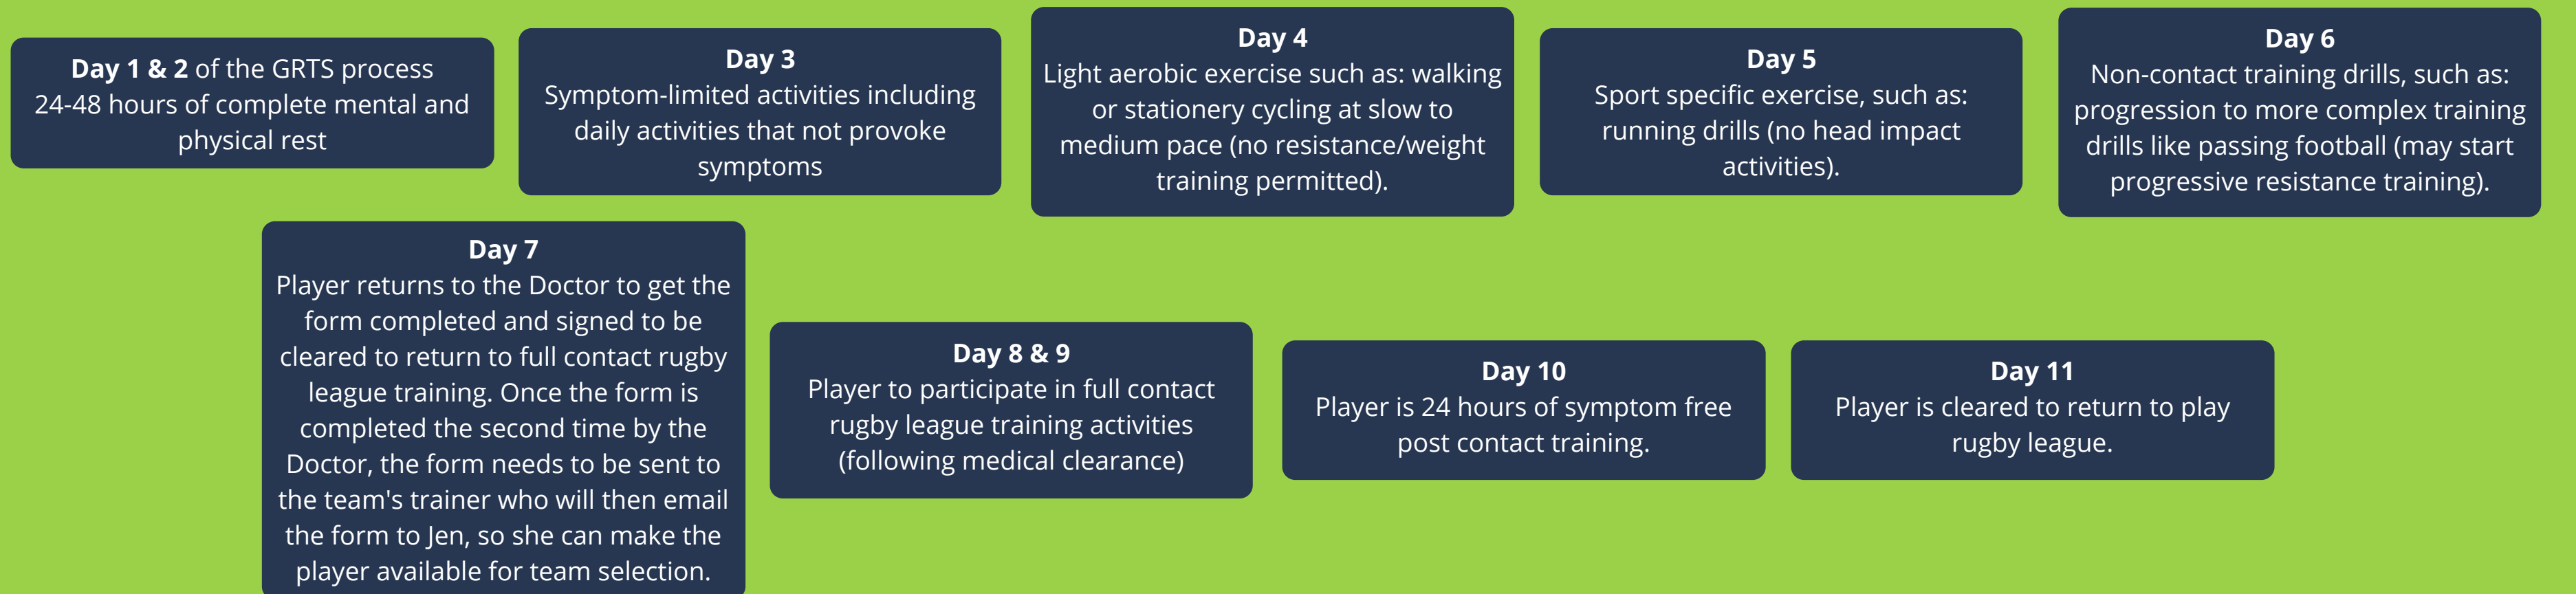 Day 1 & 2 of the GRTS process
24-48 hours of complete mental and
physical rest
Day 3
Symptom-limited activities including
daily activities that not provoke
symptoms
Day 4
Light aerobic exercise such as: walking
or stationery cycling at slow to
medium pace (no resistance/weight
training permitted).
Day 5
Sport specific exercise, such as:
running drills (no head impact
activities).
Day 6
Non-contact training drills, such as:
progression to more complex training
drills like passing football (may start
progressive resistance training).
Day 7
Player returns to the Doctor to get the
form completed and signed to be
cleared to return to full contact rugby
league training. Once the form is
completed the second time by the
Doctor, the form needs to be sent to
the team's trainer who will then email
the form to Jen, so she can make the
player available for team selection.
Day 8 & 9
Player to participate in full contact
rugby league training activities
(following medical clearance)
Day 10
Player is 24 hours of symptom free
post contact training.
Day 11
Player is cleared to return to play
rugby league.